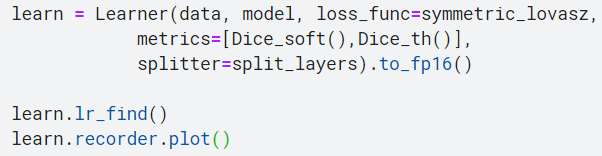 learn = Learner(data, model, loss_func=symmetric_lovasz,
metrics=[Dice_soft(),Dice_th()],
splitter=split_layers).to_fp16()
learn.lr_find()
learn.recorder.plot()